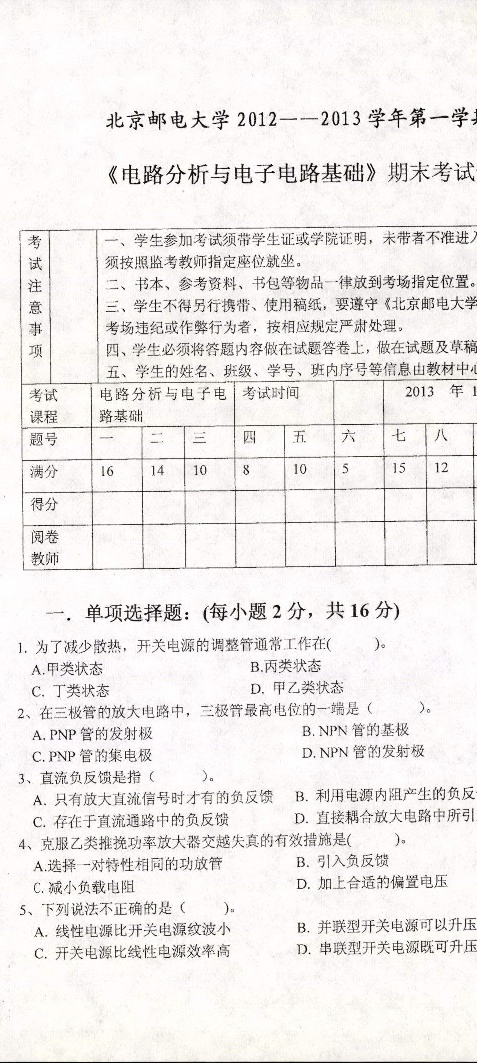 北京邮电大学 2012——2013 学年第一学
《电路分析与电子电路基础》期末考试
考试注意事项
一、学生参加考试须带学生证或学院证明，未带者不准进
须按照监考教师指定座位就坐。
二、书本、参考资料、书包等物品一律放到考场指定位置。
三、学生不得另行携带、使用稿纸，要遵守《北京邮电大学
考场违纪或作弊行为者，按相应规定严肃处理。
四、学生必须将答题内容做在试题答卷上，做在试题及草稿
五、学生的姓名、班级、学号、班内序号等信息由教材中
考试 电路分析与电子电 考试时间 2013 年 1
课程 路基础
题号 一 二 三 四 五 六 七 八
满分 16 14 10 8 10 5 15 12
得分
阅卷
教师
一．单项选择题：(每小题 2 分，共 16 分)
1. 为了减少散热，开关电源的调整管通常工作在( )。
A.甲类状态 B.丙类状态
C. 丁类状态 D. 甲乙类状态
2、在三极管的放大电路中，三极管最高电位的一端是（ ）。
A. PNP 管的发射极 B. NPN 管的基极
C. PNP 管的集电极 D. NPN 管的发射极
3、直流负反馈是指（ ）。
A. 只有放大直流信号时才有的负反馈 B. 利用电源内阻产生的负反
C. 存在于直流通路中的负反馈 D. 直接耦合放大电路中所引
4、克服乙类推挽功率放大器交越失真的有效措施是( )。
A.选择一对特性相同的功放管 B. 引入负反馈
C.减小负载电阻 D. 加上合适的偏置电压
5、下列说法不正确的是（ ）。
A. 线性电源比开关电源纹波小 B. 并联型开关电源可以升压
C. 开关电源比线性电源效率高 D. 串联型开关电源既可升压